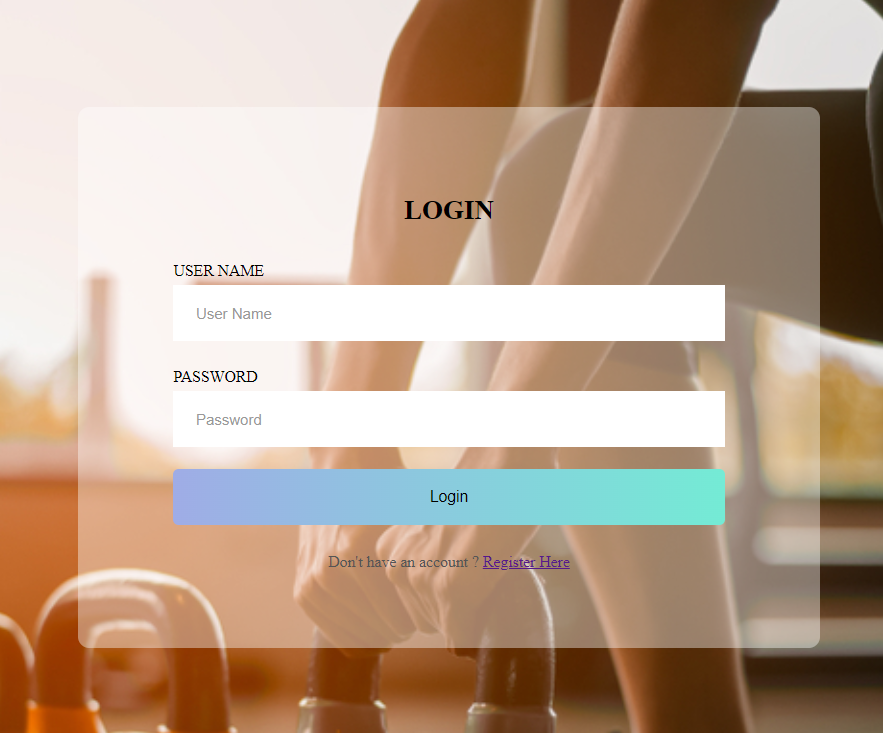 LOGIN
USER NAME
User Name
PASSWORD
Password
Login
Don't have an account ? Register Here